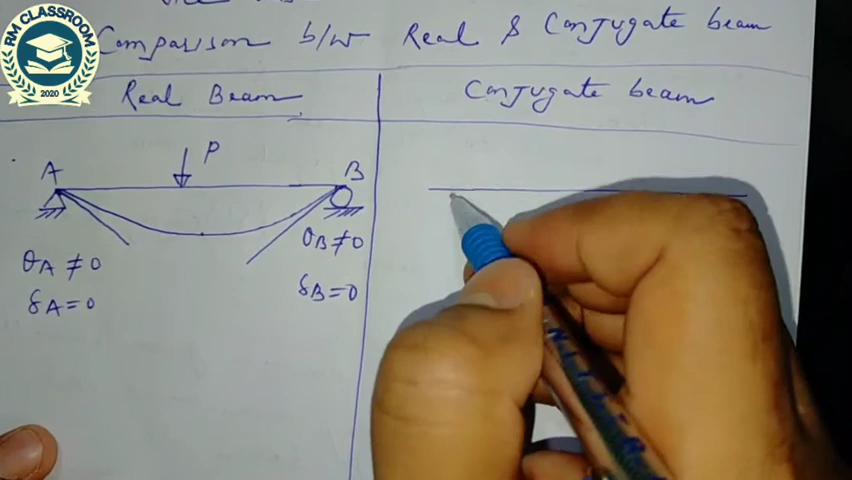 RM CLASSROOM
2020
Comparison b/w Real & Conjugate beam
Real Beam
Conjugate beam
A
P
B
θA ≠ 0
δA = 0
θB ≠ 0
δB = 0